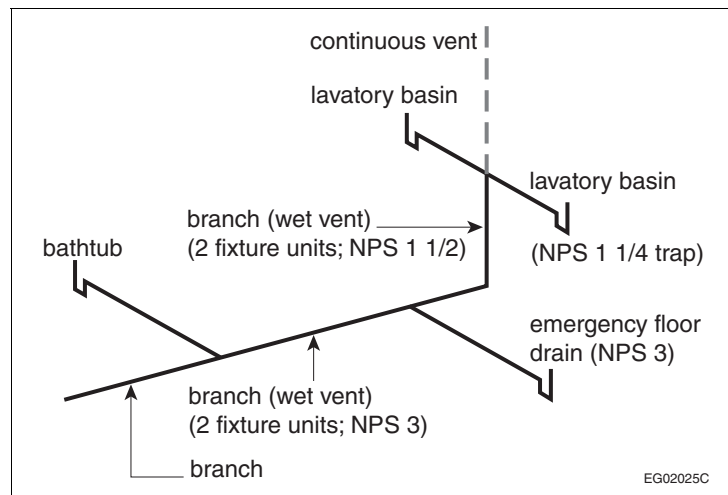 continuous vent
lavatory basin
lavatory basin
branch (wet vent)
(2 fixture units; NPS 1 1/2)
(NPS 1 1/4 trap)
bathtub
emergency floor
drain (NPS 3)
branch (wet vent)
(2 fixture units; NPS 3)
branch
EG02025C